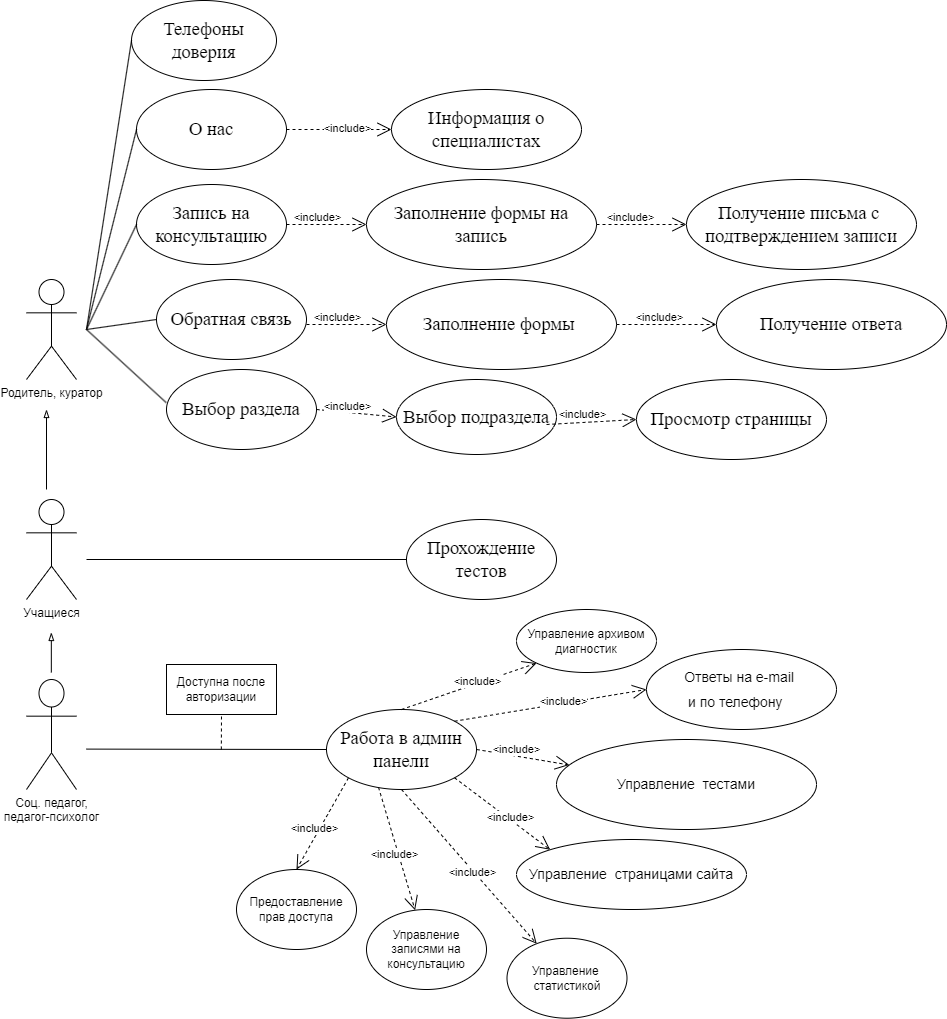 Телефоны
доверия
О нас
<include>
Информация о
специалистах
Запись на
консультацию
<include>
Заполнение формы на
запись
<include>
Получение письма с
подтверждением записи
Обратная связь
<include>
Заполнение формы
<include>
Получение ответа
Родитель, куратор
Выбор раздела
<include>
Выбор подраздела
<include>
Просмотр страницы
Учащиеся
Прохождение
тестов
Соц. педагог,
педагог-психолог
Доступна после
авторизации
Работа в админ
панели
<include>
Управление архивом
диагностик
<include>
Ответы на e-mail
и по телефону
<include>
Управление  тестами
<include>
Управление  страницами сайта
<include>
Предоставление
прав доступа
<include>
Управление
записями на
консультацию
<include>
Управление
статистикой